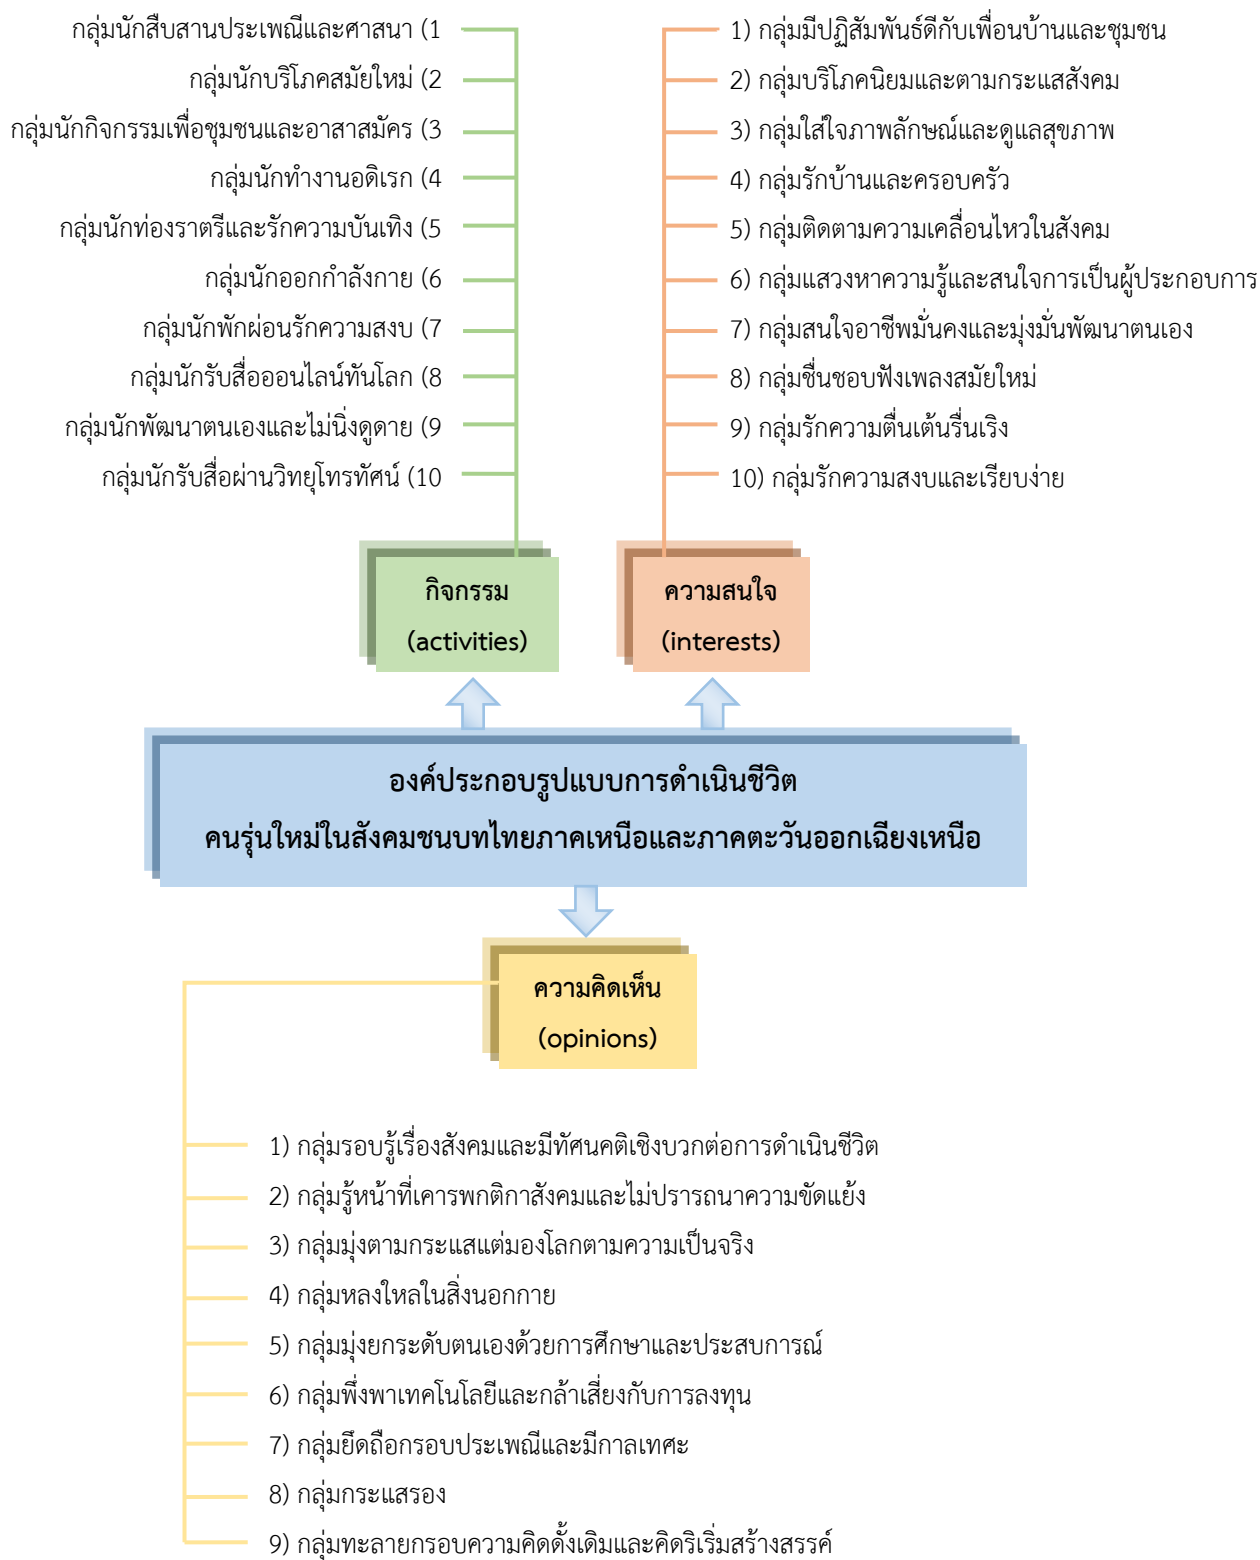 กลุ่มนักสืบสานประเพณีและศาสนา (1
กลุ่มนักบริโภคสมัยใหม่ (2
กลุ่มนักกิจกรรมเพื่อชุมชนและอาสาสมัคร (3
กลุ่มนักทำงานอดิเรก (4
กลุ่มนักท่องราตรีและรักความบันเทิง (5
กลุ่มนักออกกำลังกาย (6
กลุ่มนักพักผ่อนรักความสงบ (7
กลุ่มนักรับสื่อออนไลน์ทันโลก (8
กลุ่มนักพัฒนาตนเองและไม่นิ่งดูดาย (9
กลุ่มนักรับสื่อผ่านวิทยุโทรทัศน์ (10
1) กลุ่มมีปฏิสัมพันธ์ดีกับเพื่อนบ้านและชุมชน
2) กลุ่มบริโภคนิยมและตามกระแสสังคม
3) กลุ่มใส่ใจภาพลักษณ์และดูแลสุขภาพ
4) กลุ่มรักบ้านและครอบครัว
5) กลุ่มติดตามความเคลื่อนไหวในสังคม
6) กลุ่มแสวงหาความรู้และสนใจการเป็นผู้ประกอบการ
7) กลุ่มสนใจอาชีพมั่นคงและมุ่งมั่นพัฒนาตนเอง
8) กลุ่มชื่นชอบฟังเพลงสมัยใหม่
9) กลุ่มรักความตื่นเต้นรื่นเริง
10) กลุ่มรักความสงบและเรียบง่าย
กิจกรรม
(activities)
ความสนใจ
(interests)
องค์ประกอบรูปแบบการดำเนินชีวิต
คนรุ่นใหม่ในสังคมชนบทไทยภาคเหนือและภาคตะวันออกเฉียงเหนือ
ความคิดเห็น
(opinions)
1) กลุ่มรอบรู้เรื่องสังคมและมีทัศนคติเชิงบวกต่อการดำเนินชีวิต
2) กลุ่มรู้หน้าที่เคารพกติกาสังคมและไม่ปรารถนาความขัดแย้ง
3) กลุ่มมุ่งตามกระแสแต่มองโลกตามความเป็นจริง
4) กลุ่มหลงใหลในสิ่งนอกกาย
5) กลุ่มมุ่งยกระดับตนเองด้วยการศึกษาและประสบการณ์
6) กลุ่มพึ่งพาเทคโนโลยีและกล้าเสี่ยงกับการลงทุน
7) กลุ่มยึดถือกรอบประเพณีและมีกาลเทศะ
8) กลุ่มกระแสรอง
9) กลุ่มทะลายกรอบความคิดดั้งเดิมและคิดริเริ่มสร้างสรรค์